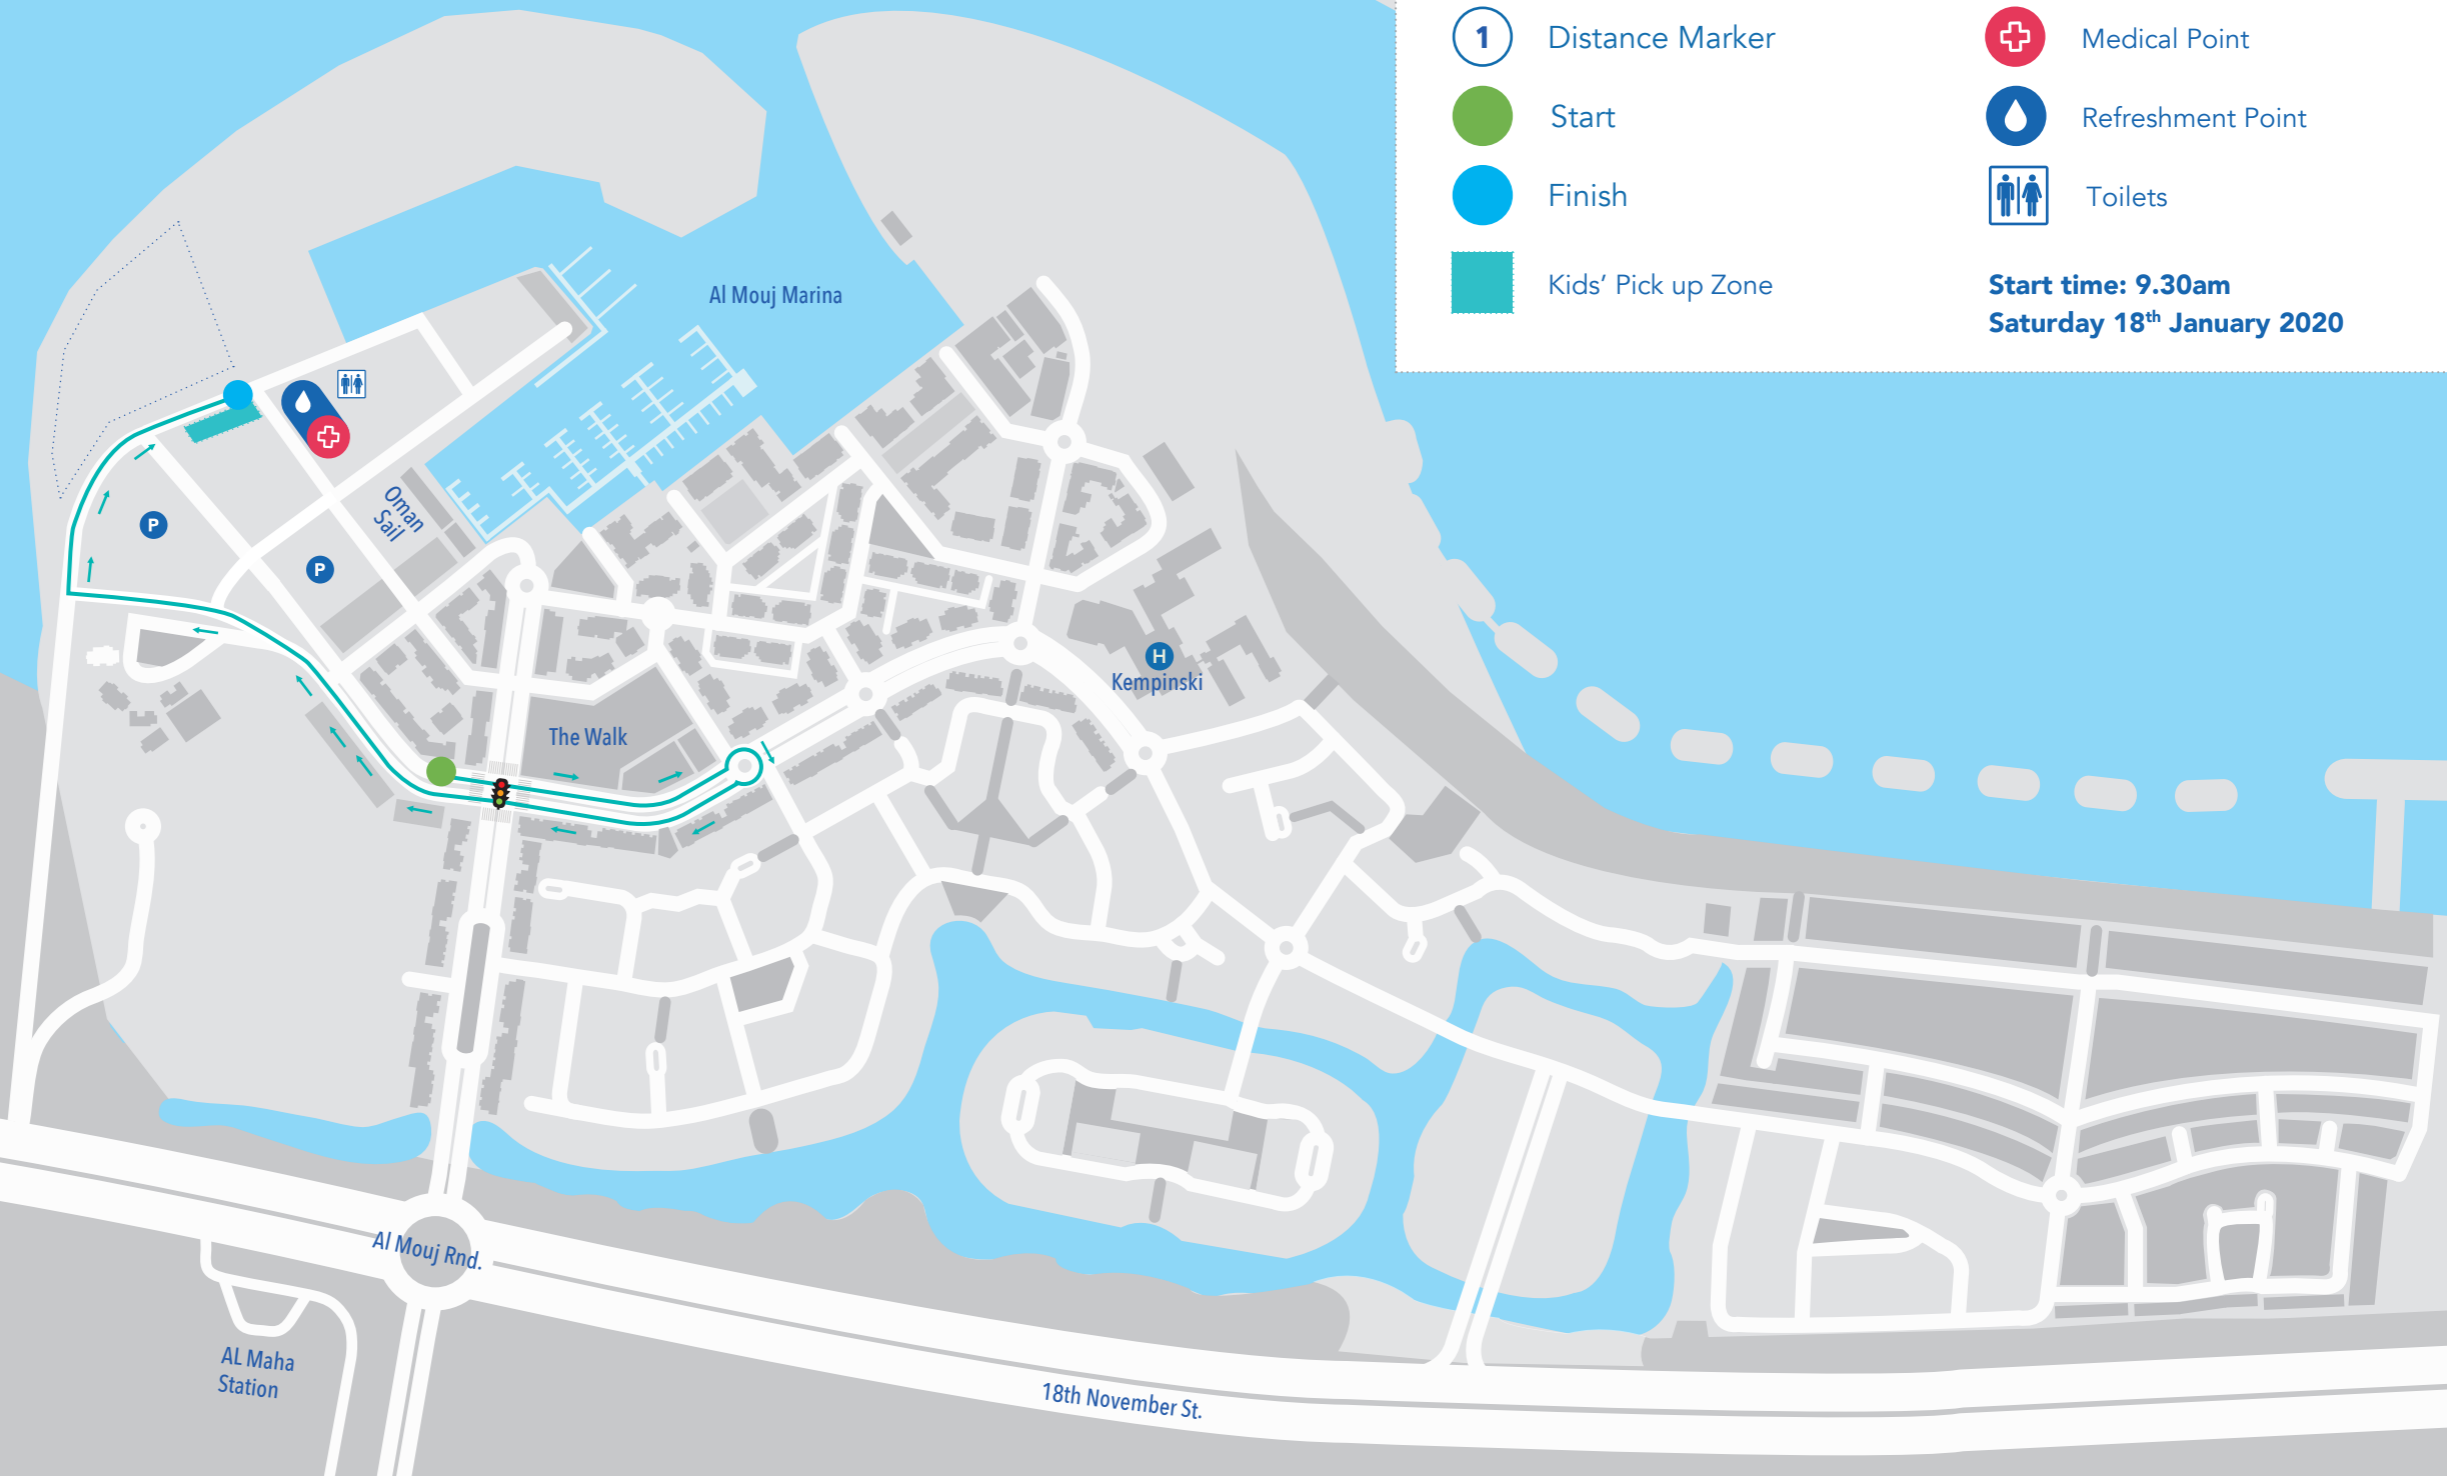 1
Distance Marker
Medical Point
Start
Refreshment Point
Finish
Toilets
Kids’ Pick up Zone
Start time: 9.30am
Saturday 18th January 2020
Al Mouj Marina
Oman
Sail
P
P
H
Kempinski
The Walk
Al Mouj Rnd.
AL Maha
Station
18th November St.